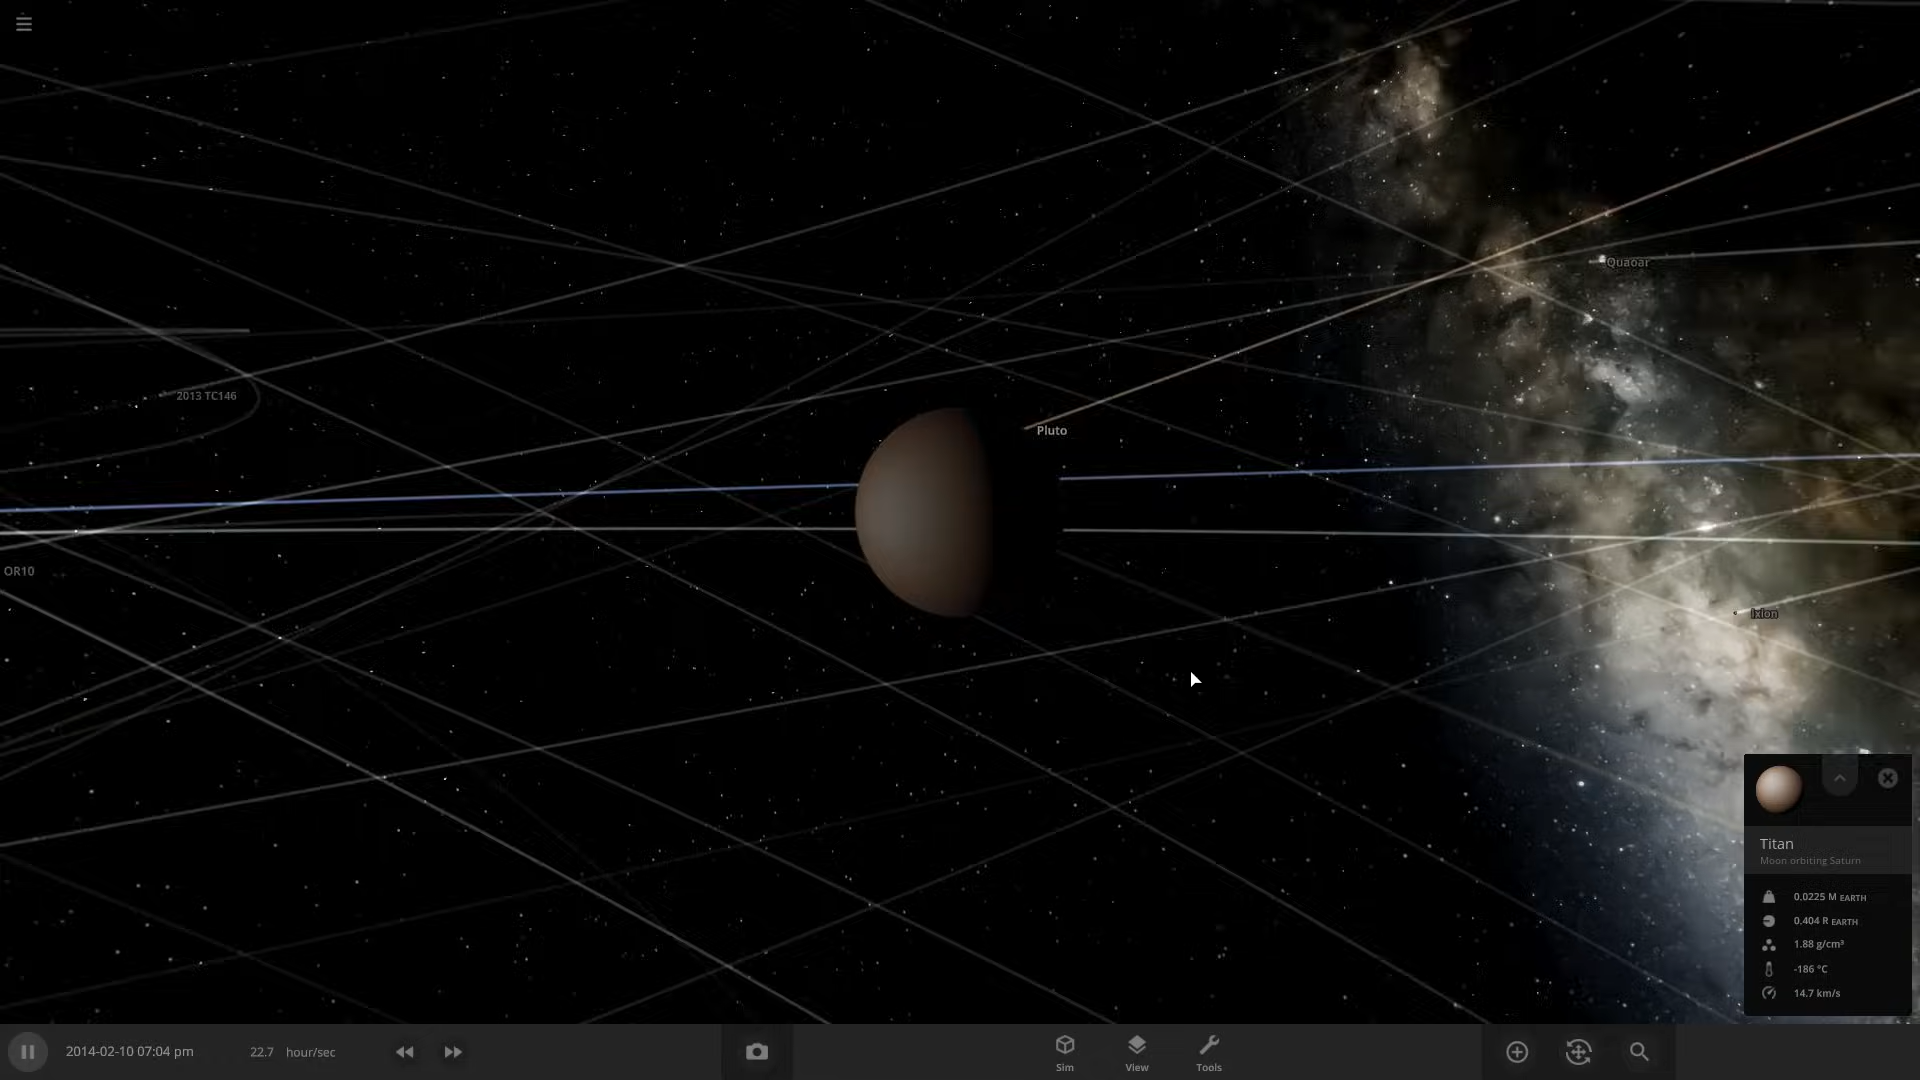 Quaoar
2013 TC146
Pluto
OR10
Ixion
Titan
Moon orbiting Saturn
0.0225 M EARTH
0.404 R EARTH
1.88 g/cm³
-186 °C
14.7 km/s
2014-02-10 07:04 pm
22.7 hour/sec
Sim
View
Tools